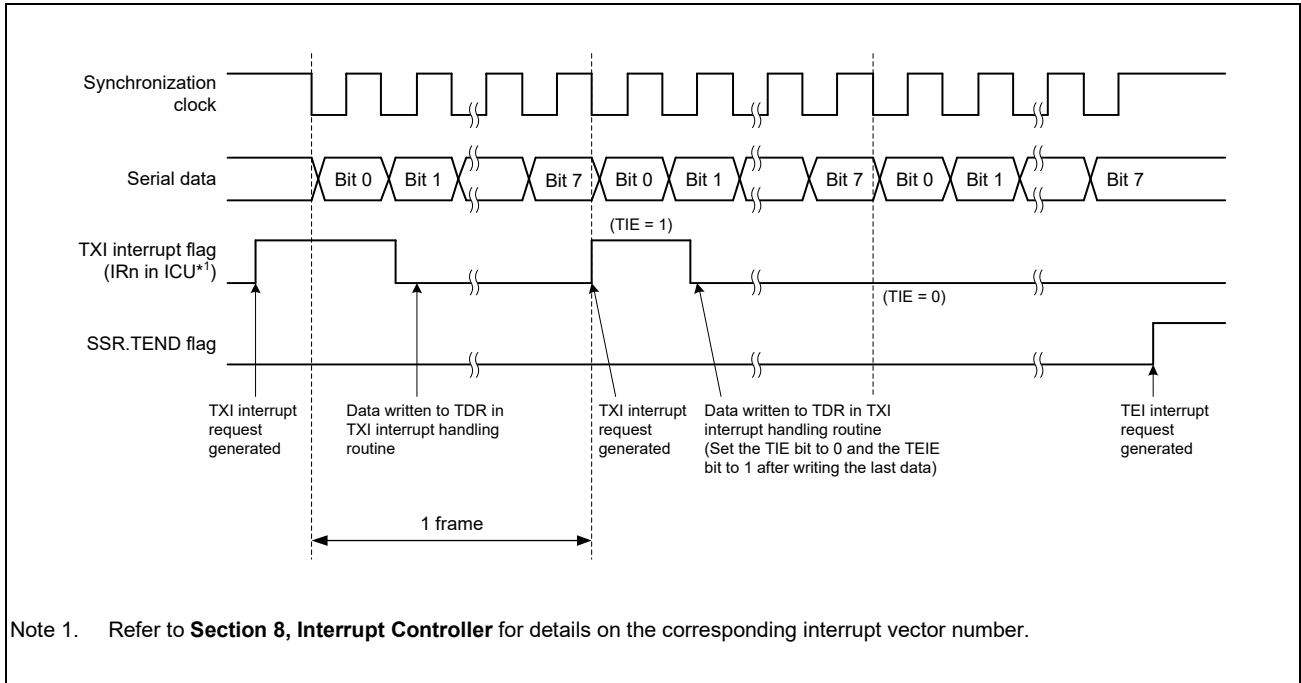 Synchronization
clock
Serial data
Bit 0 Bit 1 Bit 7 Bit 0 Bit 1 Bit 7 Bit 0 Bit 1 Bit 7
(TIE = 1)
TXI interrupt flag
(IRn in ICU*1)
(TIE = 0)
SSR.TEND flag
TXI interrupt
request
generated
Data written to TDR in
TXI interrupt handling
routine
TXI interrupt
request
generated
Data written to TDR in TXI
interrupt handling routine
(Set the TIE bit to 0 and the TEIE
bit to 1 after writing the last data)
TEI interrupt
request
generated
1 frame
Note 1. Refer to Section 8, Interrupt Controller for details on the corresponding interrupt vector number.